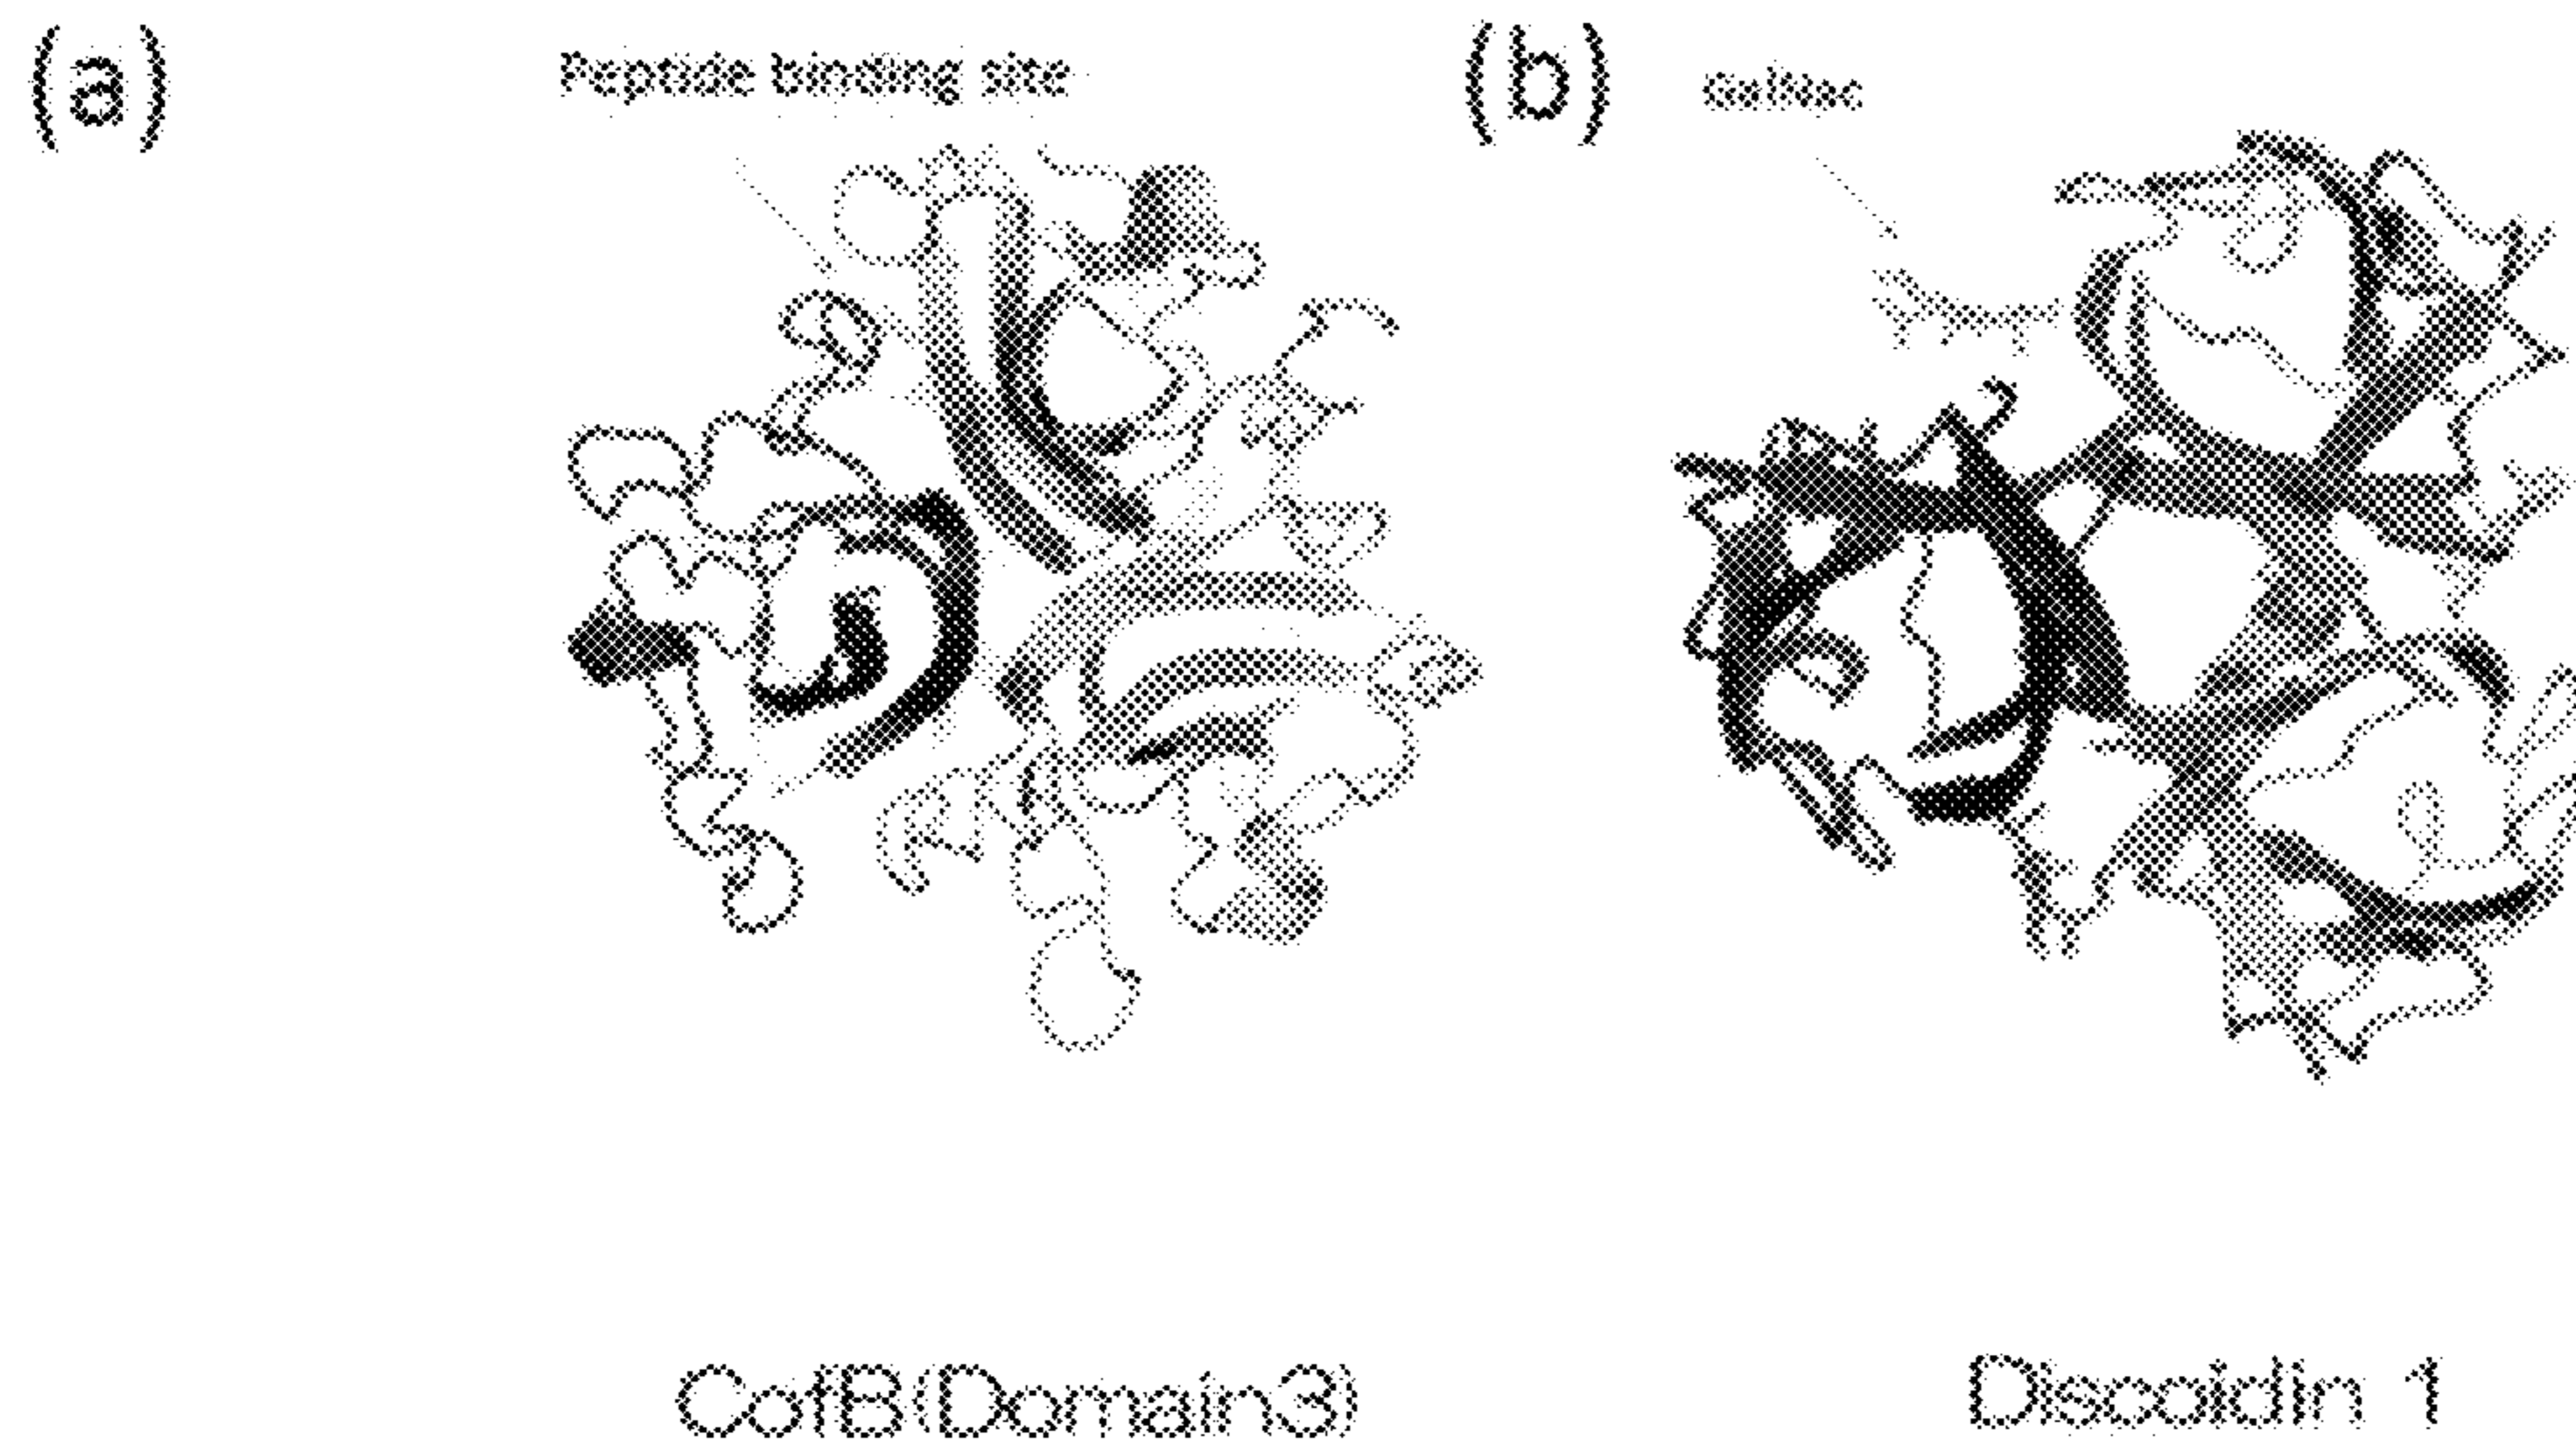 (a)
Peptide binding site
(b)
GalNAc
CofB(Domain3)
Discoidin 1